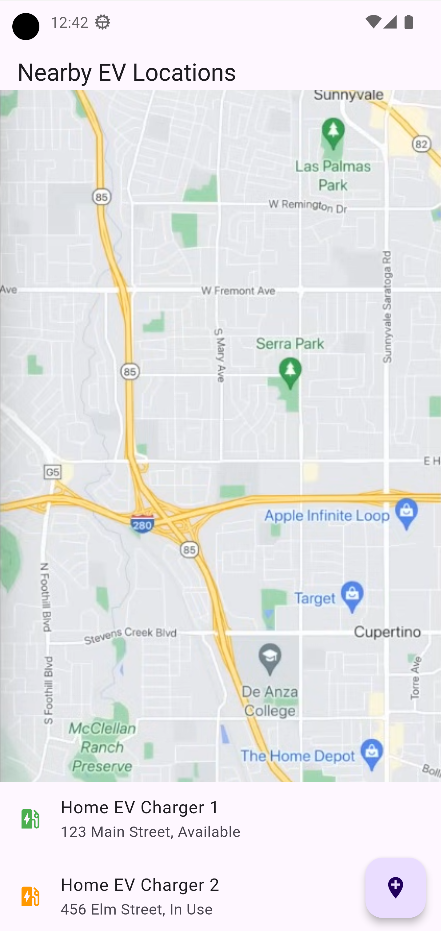 12:42
Nearby EV Locations
Sunnyvale
82
Las Palmas
Park
85
W Remington Dr
Sunnyvale Saratoga Rd
Ave
W Fremont Ave
S Mary Ave
Serra Park
85
E H
G5
Apple Infinite Loop
280
85
N Foothill Blvd
Target
Stevens Creek Blvd
Cupertino
De Anza
College
Torre Ave
S Foothill Blvd
McClellan
Ranch
Preserve
The Home Depot
Boll
Home EV Charger 1
123 Main Street, Available
Home EV Charger 2
456 Elm Street, In Use